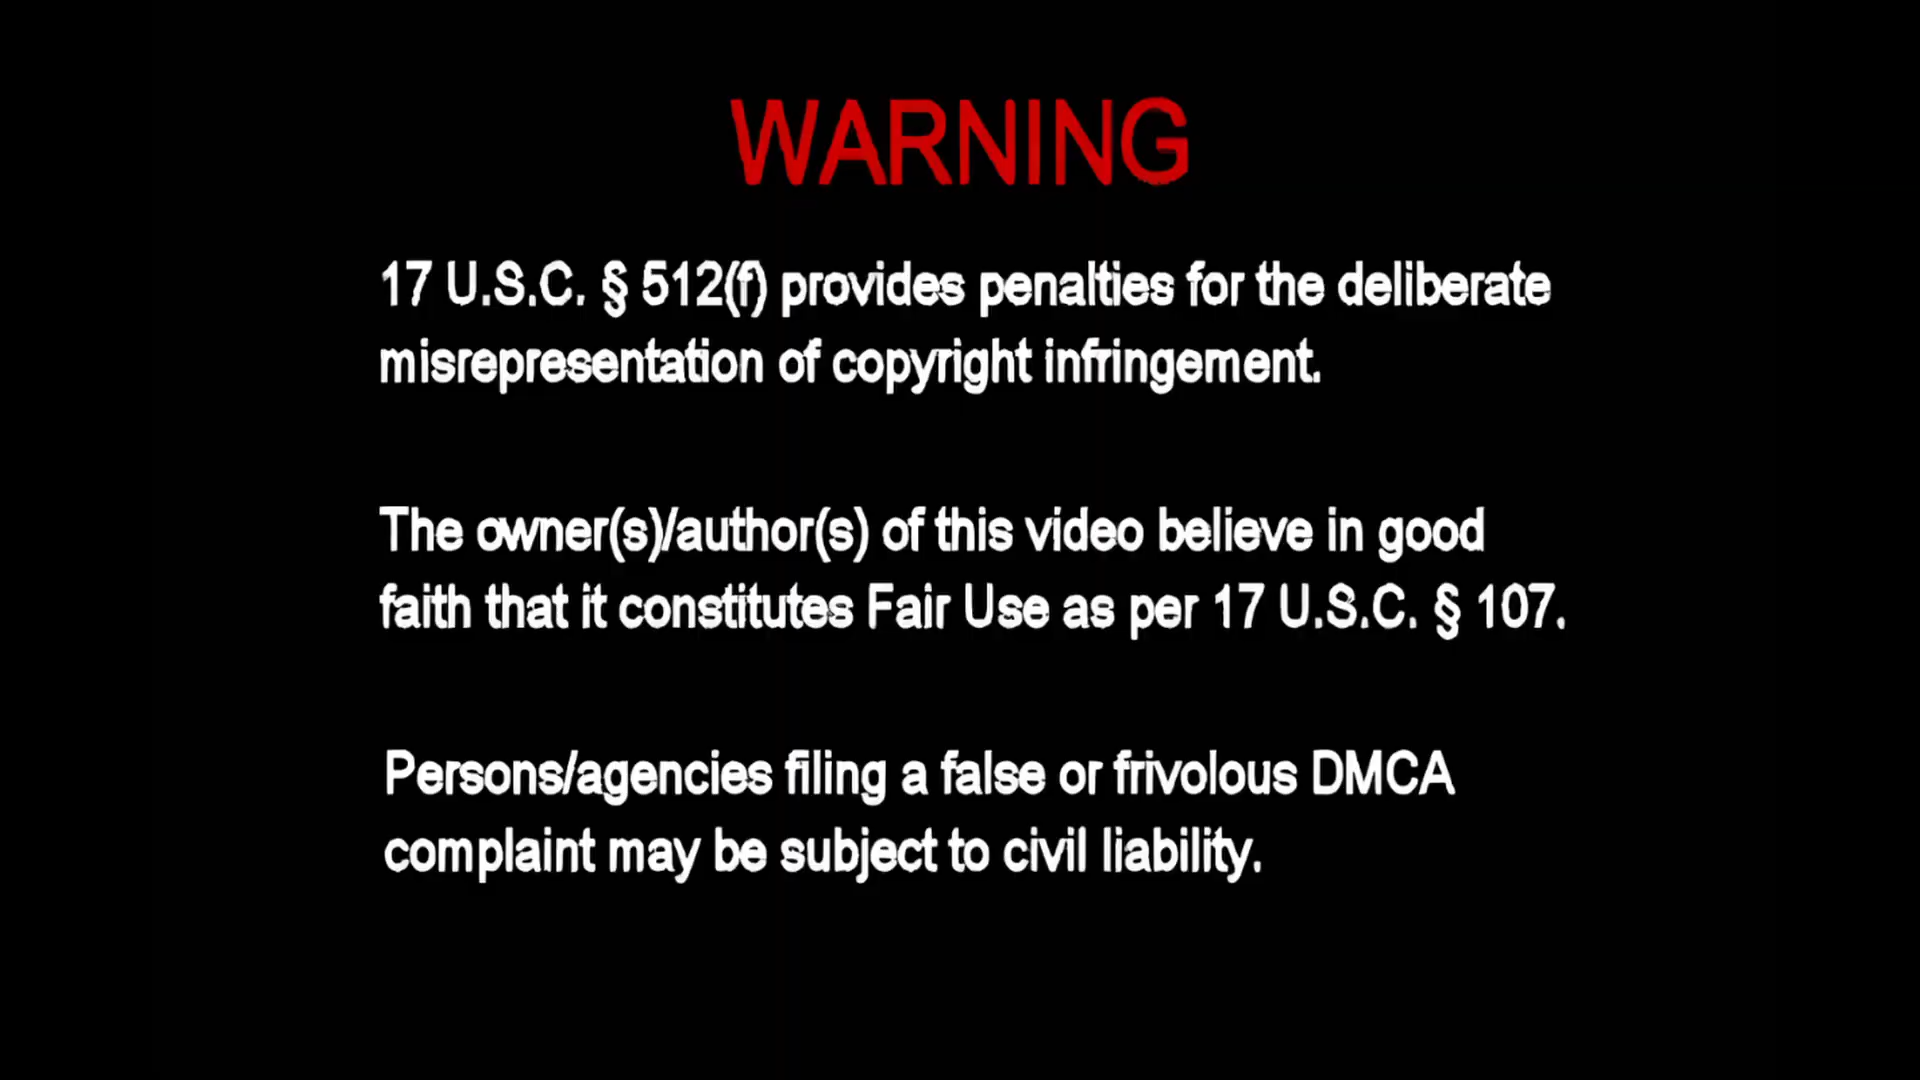 WARNING
17 U.S.C. § 512(f) provides penalties for the deliberate
misrepresentation of copyright infringement.
The owner(s)/author(s) of this video believe in good
faith that it constitutes Fair Use as per 17 U.S.C. § 107.
Persons/agencies filing a false or frivolous DMCA
complaint may be subject to civil liability.